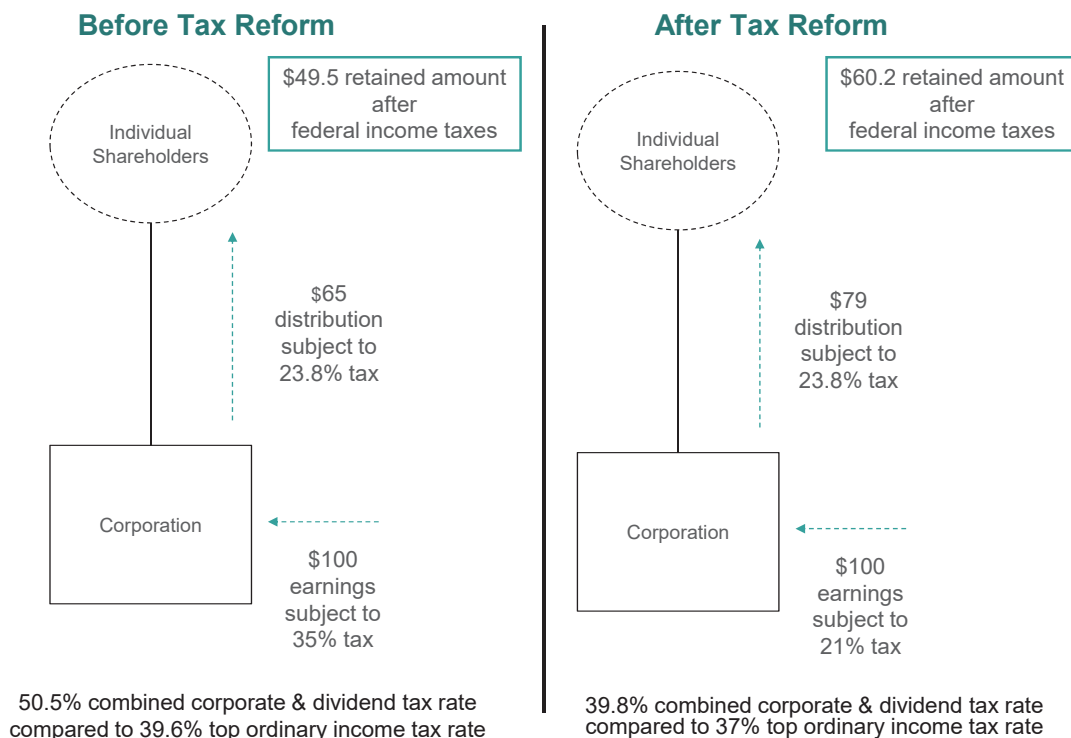 Before Tax Reform
$49.5 retained amount
after
federal income taxes
Individual
Shareholders
$65
distribution
subject to
23.8% tax
Corporation
$100
earnings
subject to
35% tax
50.5% combined corporate & dividend tax rate
compared to 39.6% top ordinary income tax rate
After Tax Reform
$60.2 retained amount
after
federal income taxes
Individual
Shareholders
$79
distribution
subject to
23.8% tax
Corporation
$100
earnings
subject to
21% tax
39.8% combined corporate & dividend tax rate
compared to 37% top ordinary income tax rate